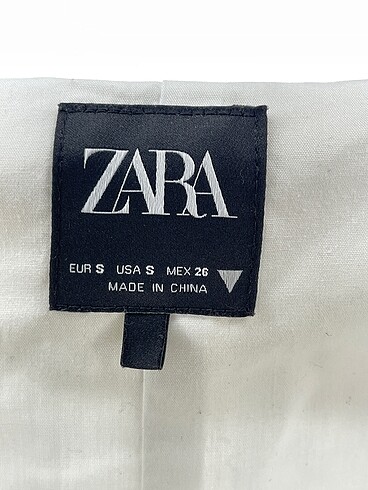 ZARA
EUR S USA S MEX 26
MADE IN CHINA